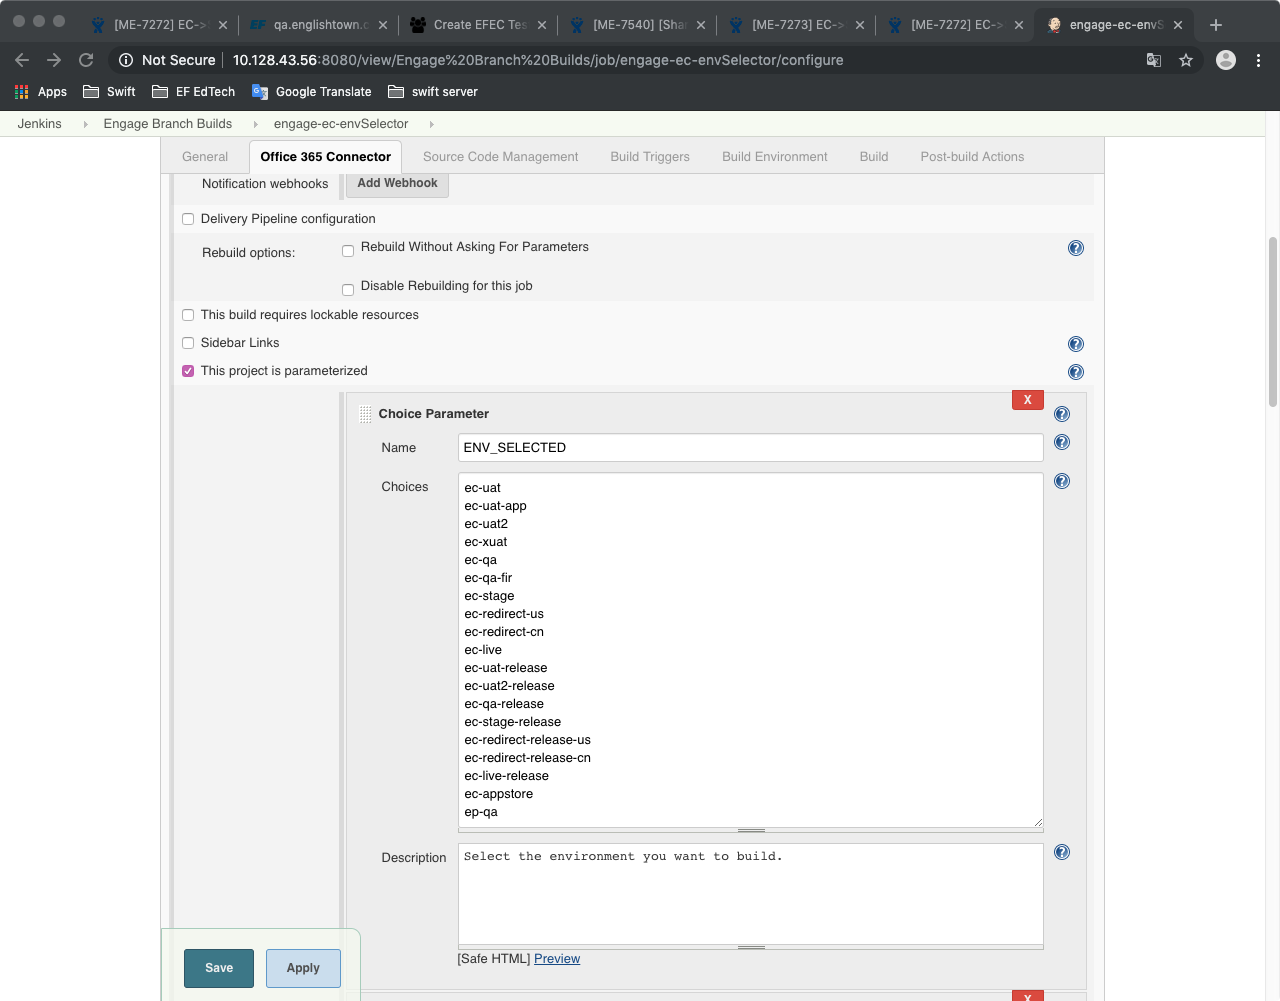 [ME-7272] EC->
qa.englishtown.c
Create EFEC Tes
[ME-7540] [Sha
[ME-7273] EC->
[ME-7272] EC->
engage-ec-envS
Not Secure 10.128.43.56:8080/view/Engage%20Branch%20Builds/job/engage-ec-envSelector/configure
Apps Swift EF EdTech Google Translate swift server
Jenkins Engage Branch Builds engage-ec-envSelector
General Office 365 Connector Source Code Management Build Triggers Build Environment Build Post-build Actions
Notification webhooks Add Webhook
Delivery Pipeline configuration
Rebuild options: Rebuild Without Asking For Parameters
Disable Rebuilding for this job
This build requires lockable resources
Sidebar Links
This project is parameterized
X
Choice Parameter
Name ENV_SELECTED
Choices
ec-uat
ec-uat-app
ec-uat2
ec-xuat
ec-qa
ec-qa-fir
ec-stage
ec-redirect-us
ec-redirect-cn
ec-live
ec-uat-release
ec-uat2-release
ec-qa-release
ec-stage-release
ec-redirect-release-us
ec-redirect-release-cn
ec-live-release
ec-appstore
ep-qa
Description Select the environment you want to build.
[Safe HTML] Preview
Save Apply
X